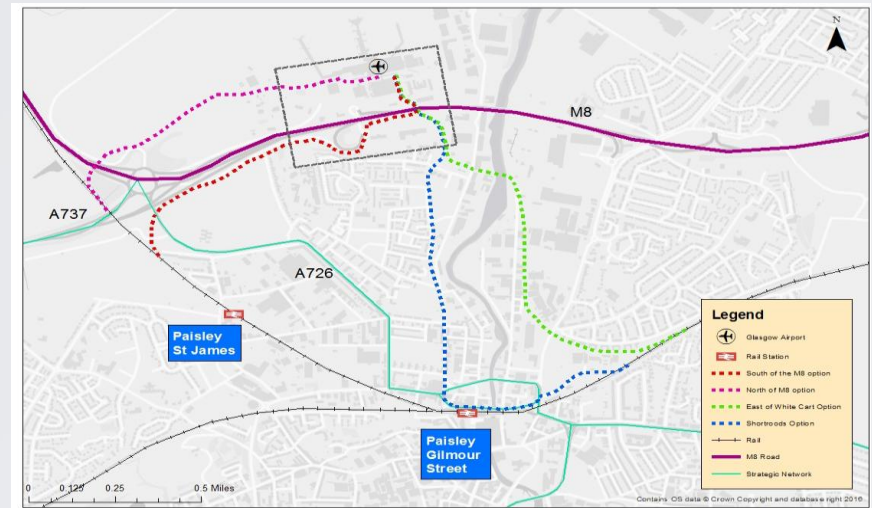 N
M8
A737
A726
Paisley
St James
Paisley
Gilmour
Street
Legend
Glasgow Airport
Rail Station
South of the M8 option
North of M8 option
East of White Cart Option
Shortroods Option
Rail
M8 Road
Strategic Network
0 0.125 0.25 0.5 Miles
Contains OS data © Crown Copyright and database right 2016